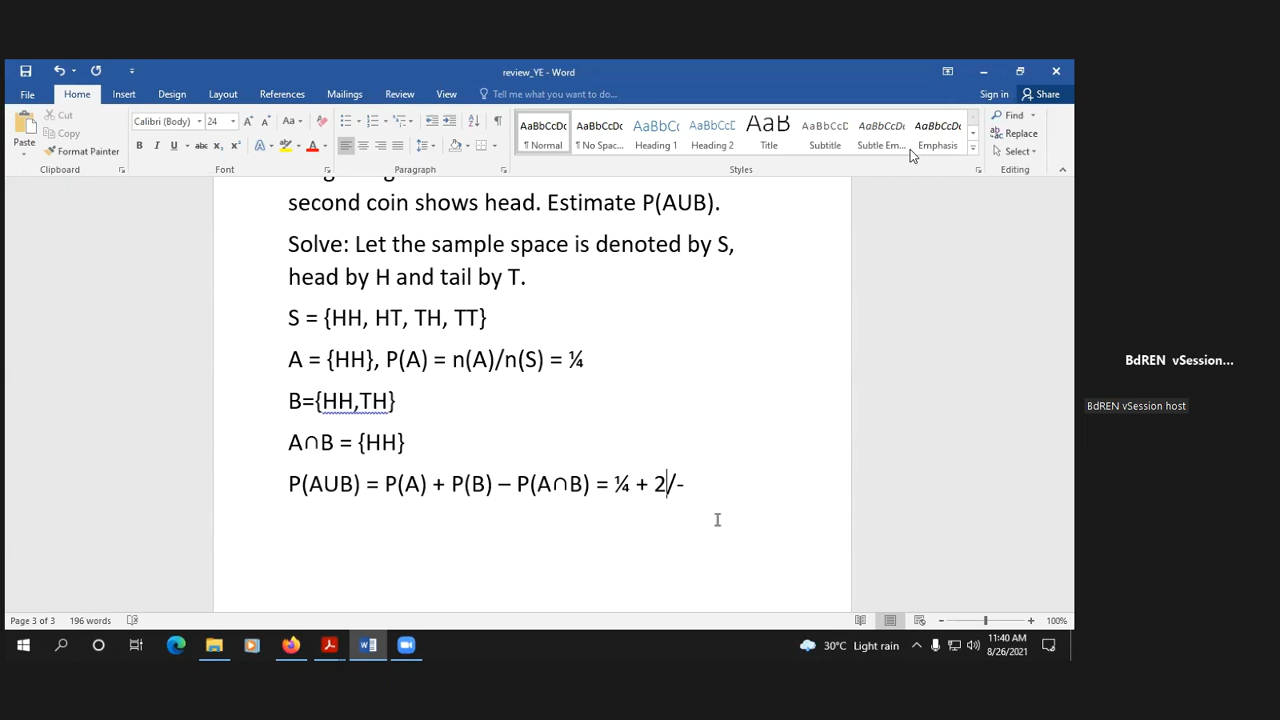 review_YE - Word
File Home Insert Design Layout References Mailings Review View Tell me what you want to do... Sign in Share
Paste Cut Copy Format Painter
Calibri (Body) 24
AaBbCcDc AaBbCcDc AaBbCc AaBbCcD AaB AaBbCcD AaBbCcDc AaBbCcDc
¶ Normal ¶ No Spac... Heading 1 Heading 2 Title Subtitle Subtle Em... Emphasis
Find Replace Select
Clipboard Font Paragraph Styles Editing
second coin shows head. Estimate P(AUB).
Solve: Let the sample space is denoted by S,
head by H and tail by T.
S = {HH, HT, TH, TT}
A = {HH}, P(A) = n(A)/n(S) = ¼
B={HH,TH}
A∩B = {HH}
P(AUB) = P(A) + P(B) – P(A∩B) = ¼ + 2/-
BdREN vSession...
BdREN vSession host
Page 3 of 3 196 words 100%
30°C Light rain 11:40 AM
8/26/2021